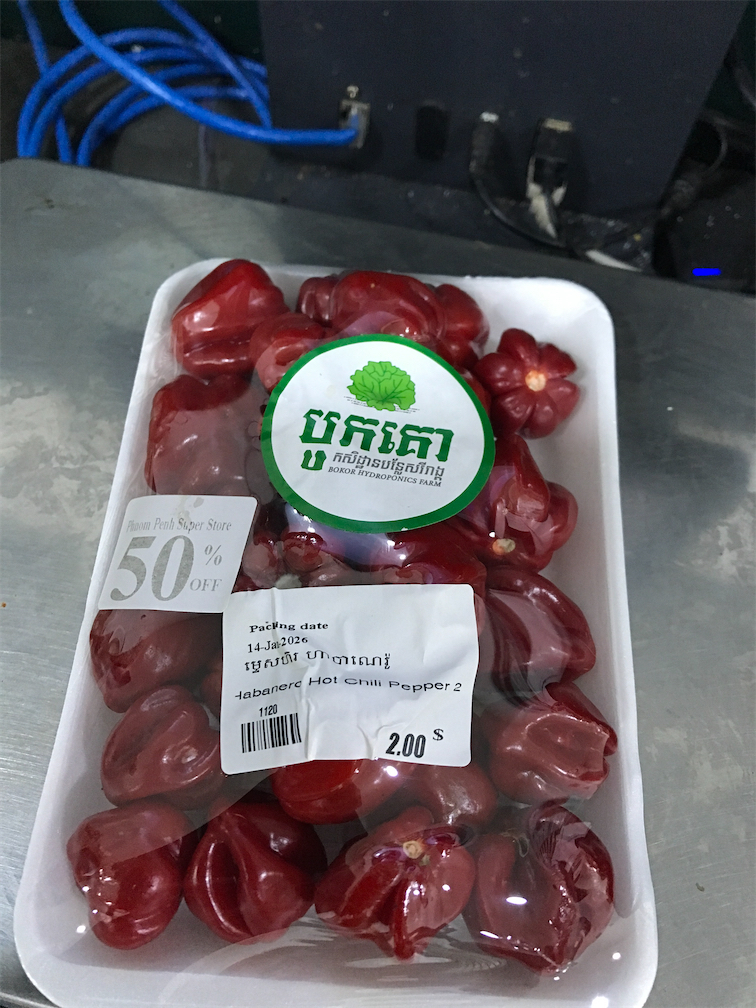 បូកគោ
កសិដ្ឋានបន្លែសរីរាង្គ
BOKOR HYDROPONICS FARM
Phnom Penh Super Store
50 % OFF
Packing date
14-Jan-2026
ម្ទេសហឹរ ហាបាណេរ៉ូ
Habanero Hot Chili Pepper 2
1120
2.00 $